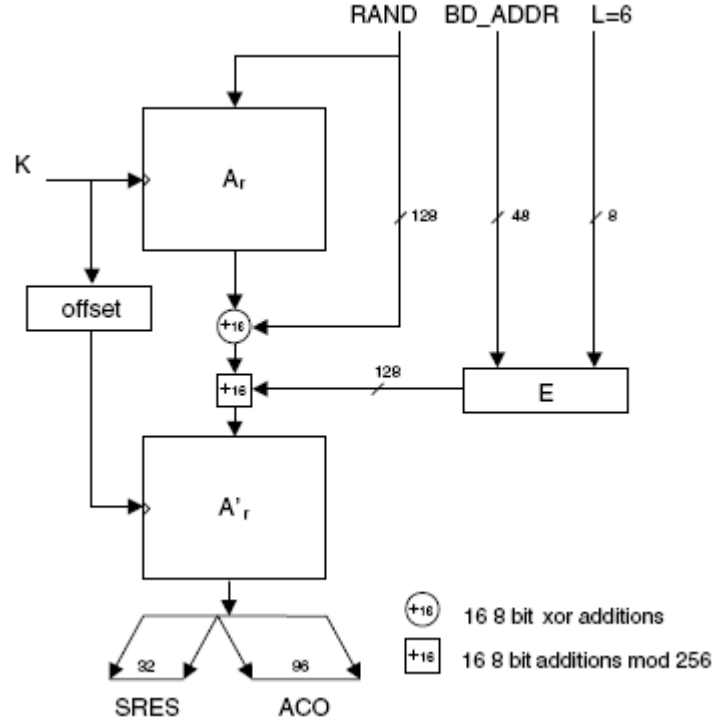 RAND BD_ADDR L=6
K
Ar
128 48 8
offset
+16
128
+16
E
A'r
+16 16 8 bit xor additions
32 96
+16 16 8 bit additions mod 256
SRES ACO